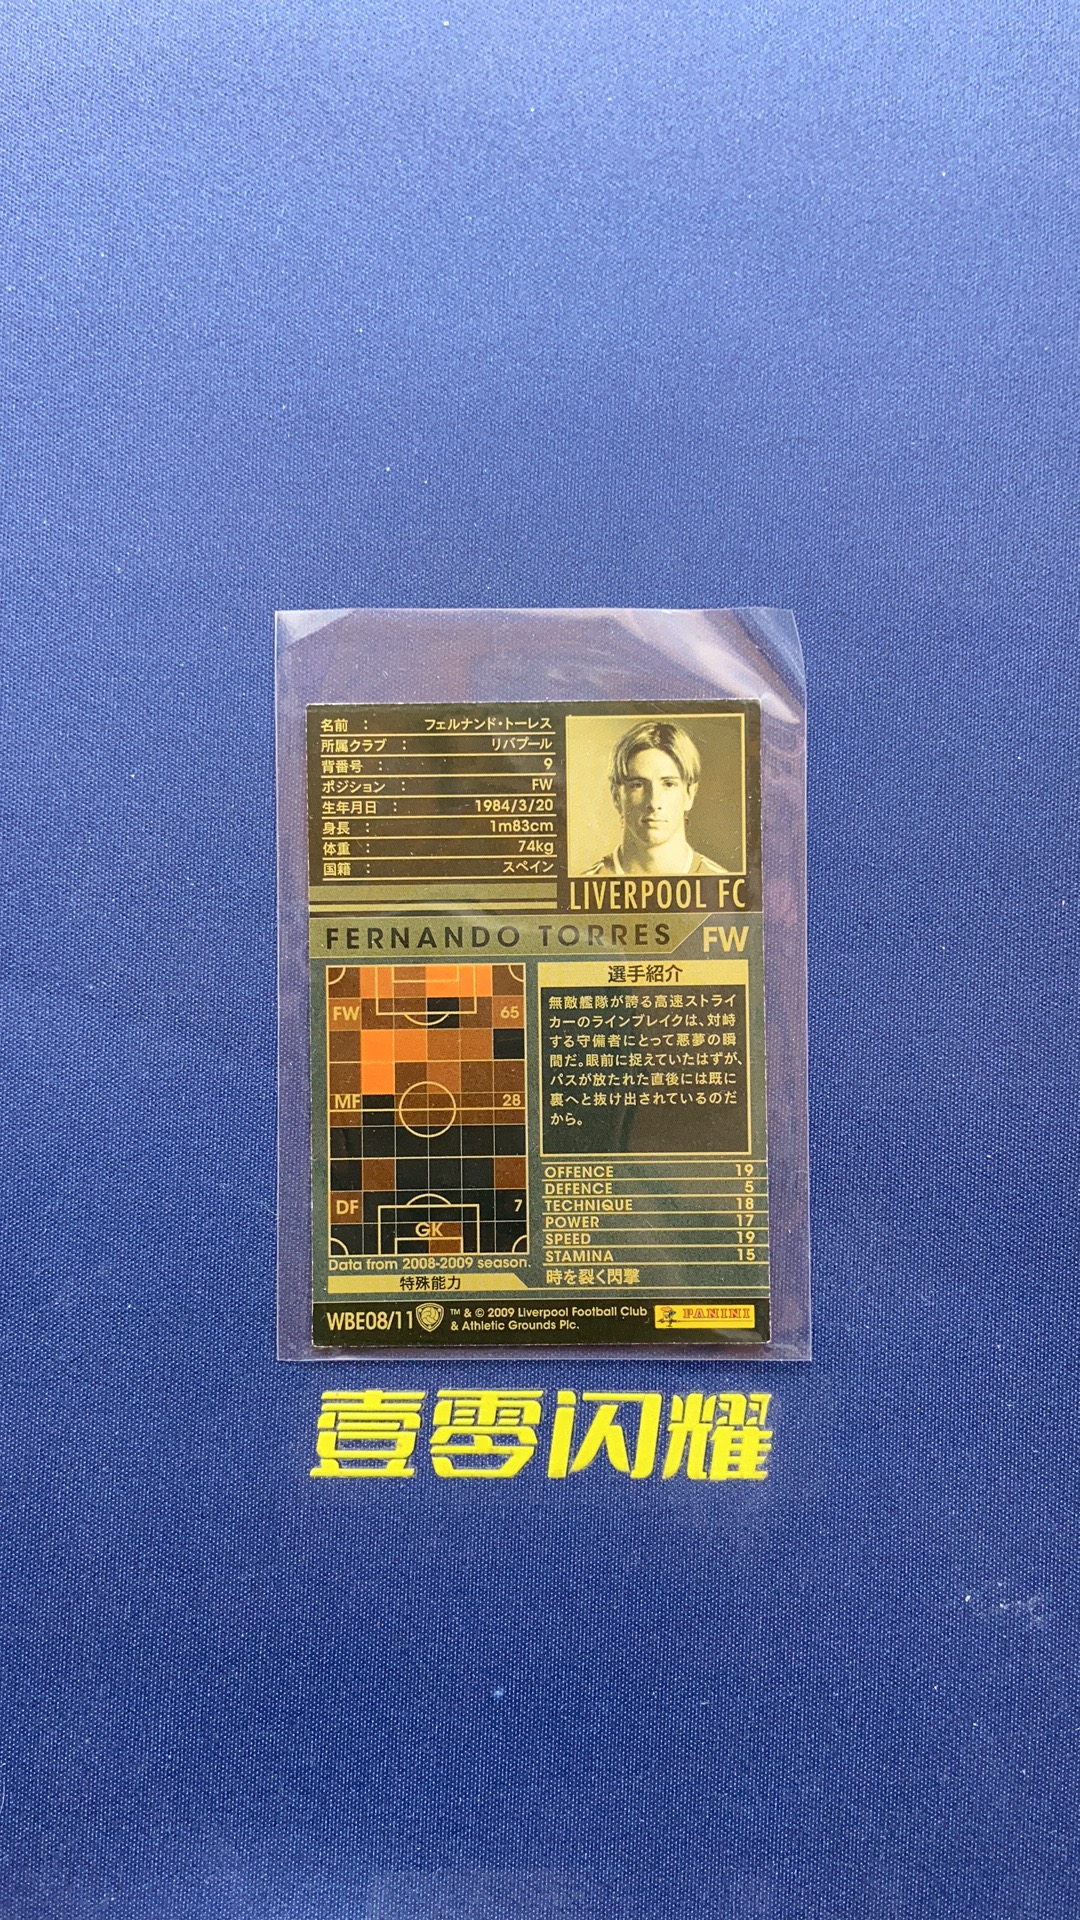 名前 : フェルナンド・トーレス
所属クラブ : リバプール
背番号 : 9
ポジション : FW
生年月日 : 1984/3/20
身長 : 1m83cm
体重 : 74kg
国籍 : スペイン
LIVERPOOL FC
FERNANDO TORRES FW
FW 65
MF 28
DF 7
GK
Data from 2008-2009 season.
特殊能力
選手紹介
無敵艦隊が誇る高速ストライ
カーのラインブレイクは、対峙
する守備者にとって悪夢の瞬
間だ。眼前に捉えていたはずが、
パスが放たれた直後には既に
裏へと抜け出されているのだ
から。
OFFENCE 19
DEFENCE 5
TECHNIQUE 18
POWER 17
SPEED 19
STAMINA 15
時を裂く閃撃
WBE08/11
™ & © 2009 Liverpool Football Club
& Athletic Grounds Plc.
PANINI
壹零闪耀